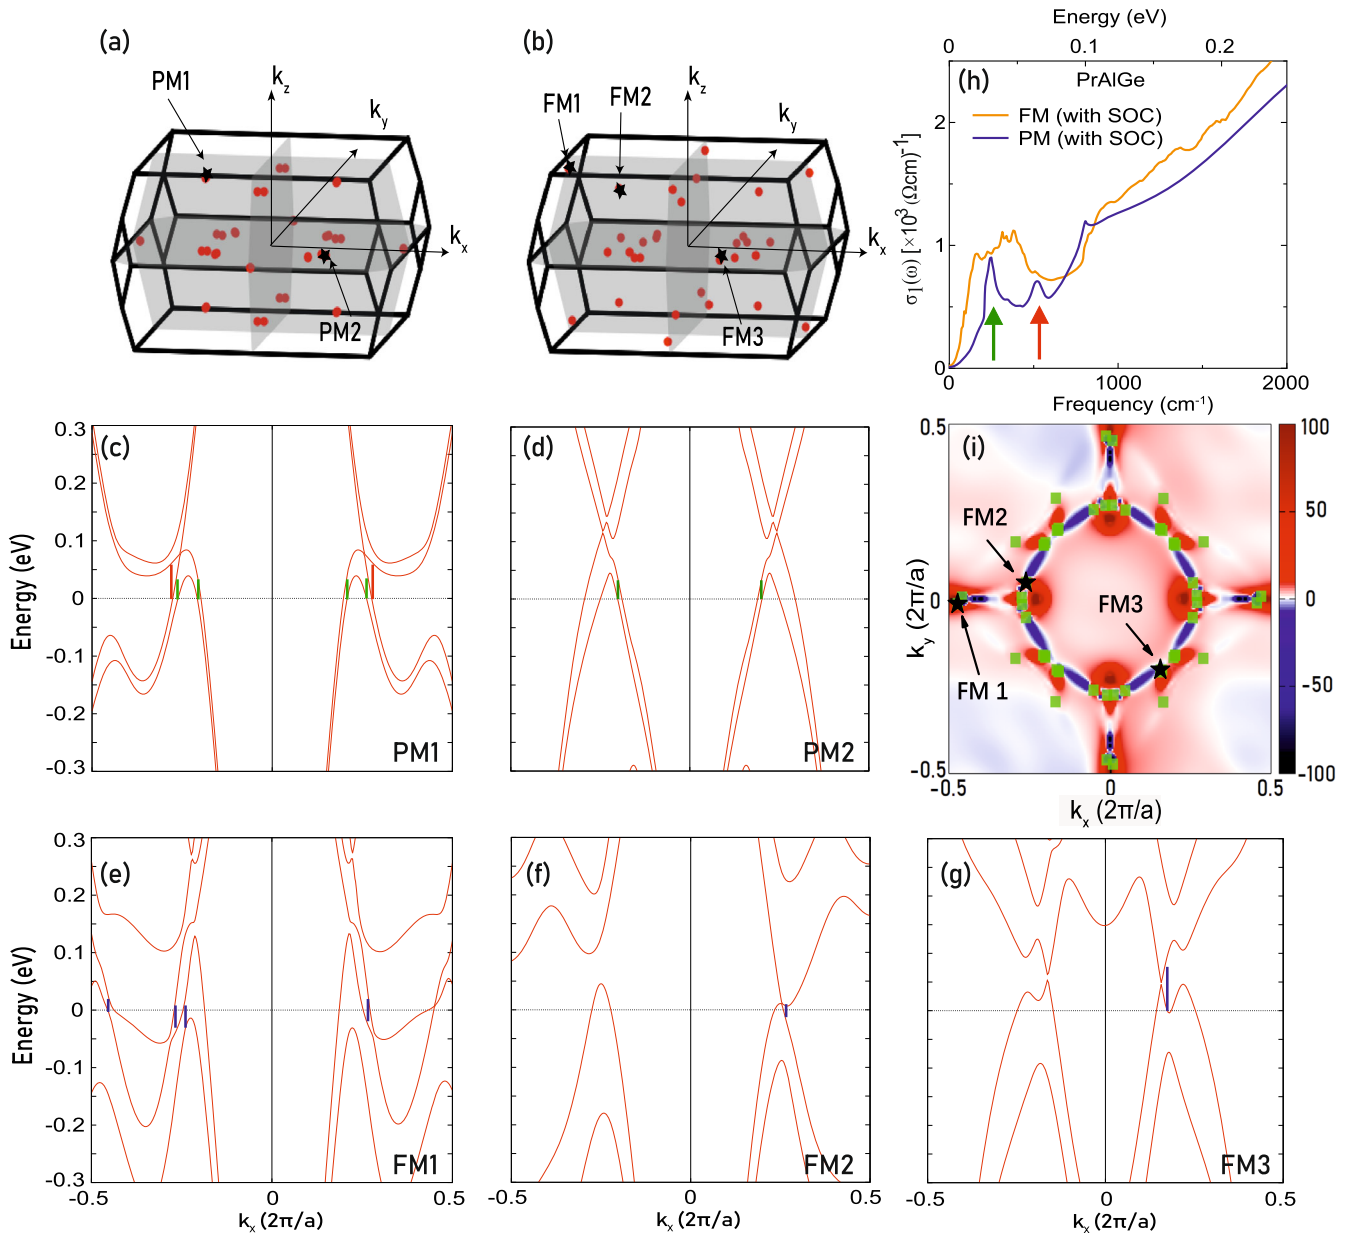 (a)
PM1
k_z
k_y
k_x
PM2
(b)
FM1
FM2
k_z
k_y
k_x
FM3
Energy (eV)
0
0.1
0.2
(h)
PrAlGe
FM (with SOC)
PM (with SOC)
σ₁(ω) [×10³ (Ωcm)⁻¹]
2
1
0
0
1000
2000
Frequency (cm⁻¹)
(c)
0.3
0.2
0.1
0
-0.1
-0.2
-0.3
Energy (eV)
PM1
(d)
PM2
(i)
0.5
0
-0.5
k_y (2π/a)
FM2
FM3
FM 1
-0.5
0
0.5
k_x (2π/a)
100
50
0
-50
-100
(e)
0.3
0.2
0.1
0
-0.1
-0.2
-0.3
Energy (eV)
FM1
-0.5
0
0.5
k_x (2π/a)
(f)
FM2
0
0.5
k_x (2π/a)
(g)
FM3
-0.5
0
0.5
k_x (2π/a)